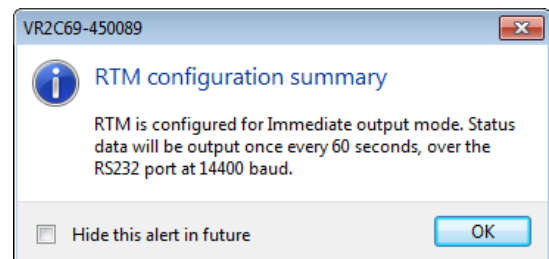 VR2C69-450089
RTM configuration summary
RTM is configured for Immediate output mode. Status
data will be output once every 60 seconds, over the
RS232 port at 14400 baud.
Hide this alert in future
OK